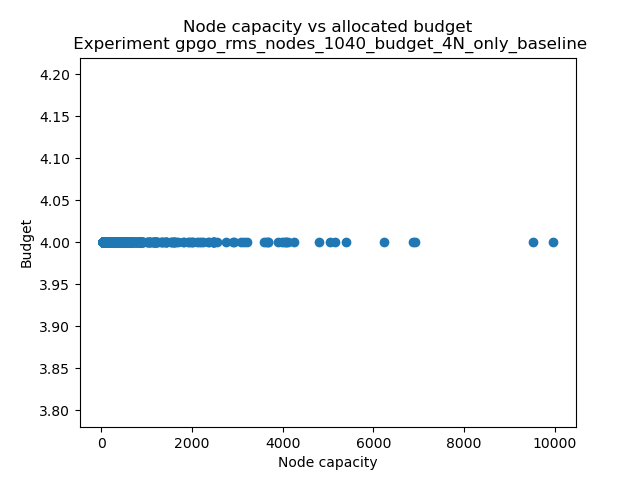 Node capacity vs allocated budget
Experiment gpgo_rms_nodes_1040_budget_4N_only_baseline
4.20
4.15
4.10
4.05
4.00
3.95
3.90
3.85
3.80
Budget
0 2000 4000 6000 8000 10000
Node capacity